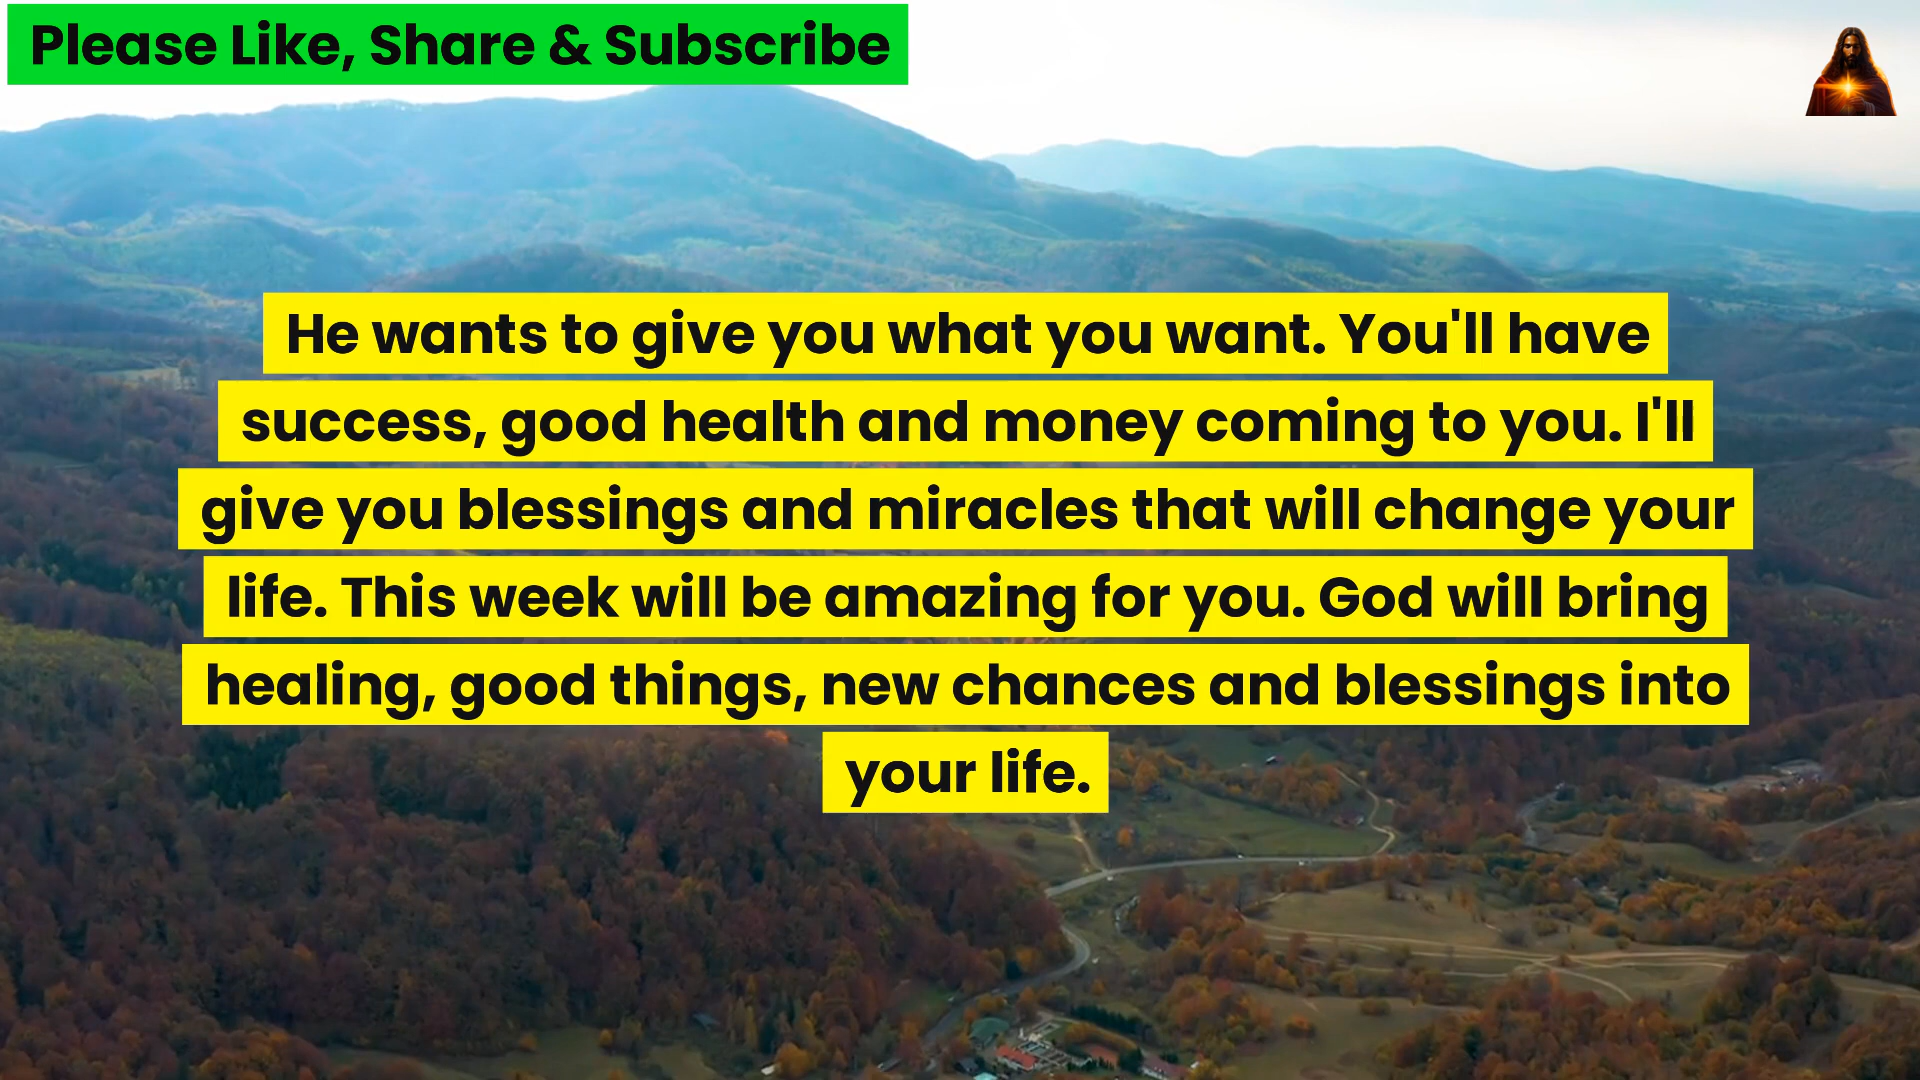 Please Like, Share & Subscribe
He wants to give you what you want. You'll have
success, good health and money coming to you. I'll
give you blessings and miracles that will change your
life. This week will be amazing for you. God will bring
healing, good things, new chances and blessings into
your life.